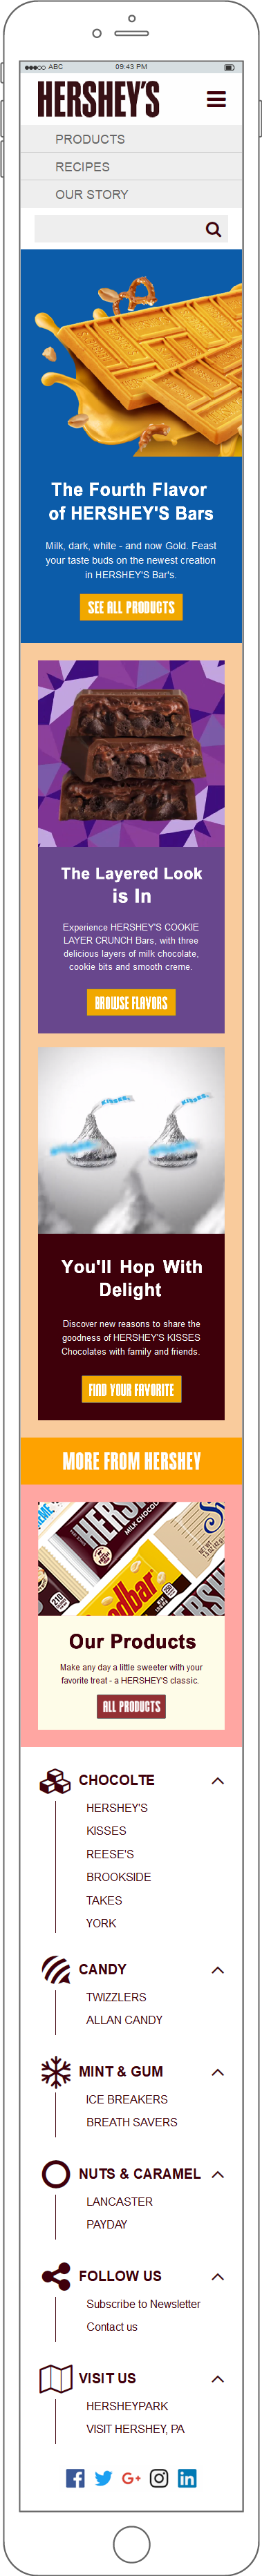 ABC 09:43 PM
HERSHEY'S
PRODUCTS
RECIPES
OUR STORY
The Fourth Flavor
of HERSHEY'S Bars
Milk, dark, white - and now Gold. Feast
your taste buds on the newest creation
in HERSHEY'S Bar's.
SEE ALL PRODUCTS
The Layered Look
is In
Experience HERSHEY'S COOKIE
LAYER CRUNCH Bars, with three
delicious layers of milk chocolate,
cookie bits and smooth creme.
BROWSE FLAVORS
KISSES KISSES
You'll Hop With
Delight
Discover new reasons to share the
goodness of HERSHEY'S KISSES
Chocolates with family and friends.
FIND YOUR FAVORITE
MORE FROM HERSHEY
HERS
MILK CHOCOL
HERSH
Our Products
Make any day a little sweeter with your
favorite treat - a HERSHEY'S classic.
ALL PRODUCTS
CHOCOLTE
HERSHEY'S
KISSES
REESE'S
BROOKSIDE
TAKES
YORK
CANDY
TWIZZLERS
ALLAN CANDY
MINT & GUM
ICE BREAKERS
BREATH SAVERS
NUTS & CARAMEL
LANCASTER
PAYDAY
FOLLOW US
Subscribe to Newsletter
Contact us
VISIT US
HERSHEYPARK
VISIT HERSHEY, PA